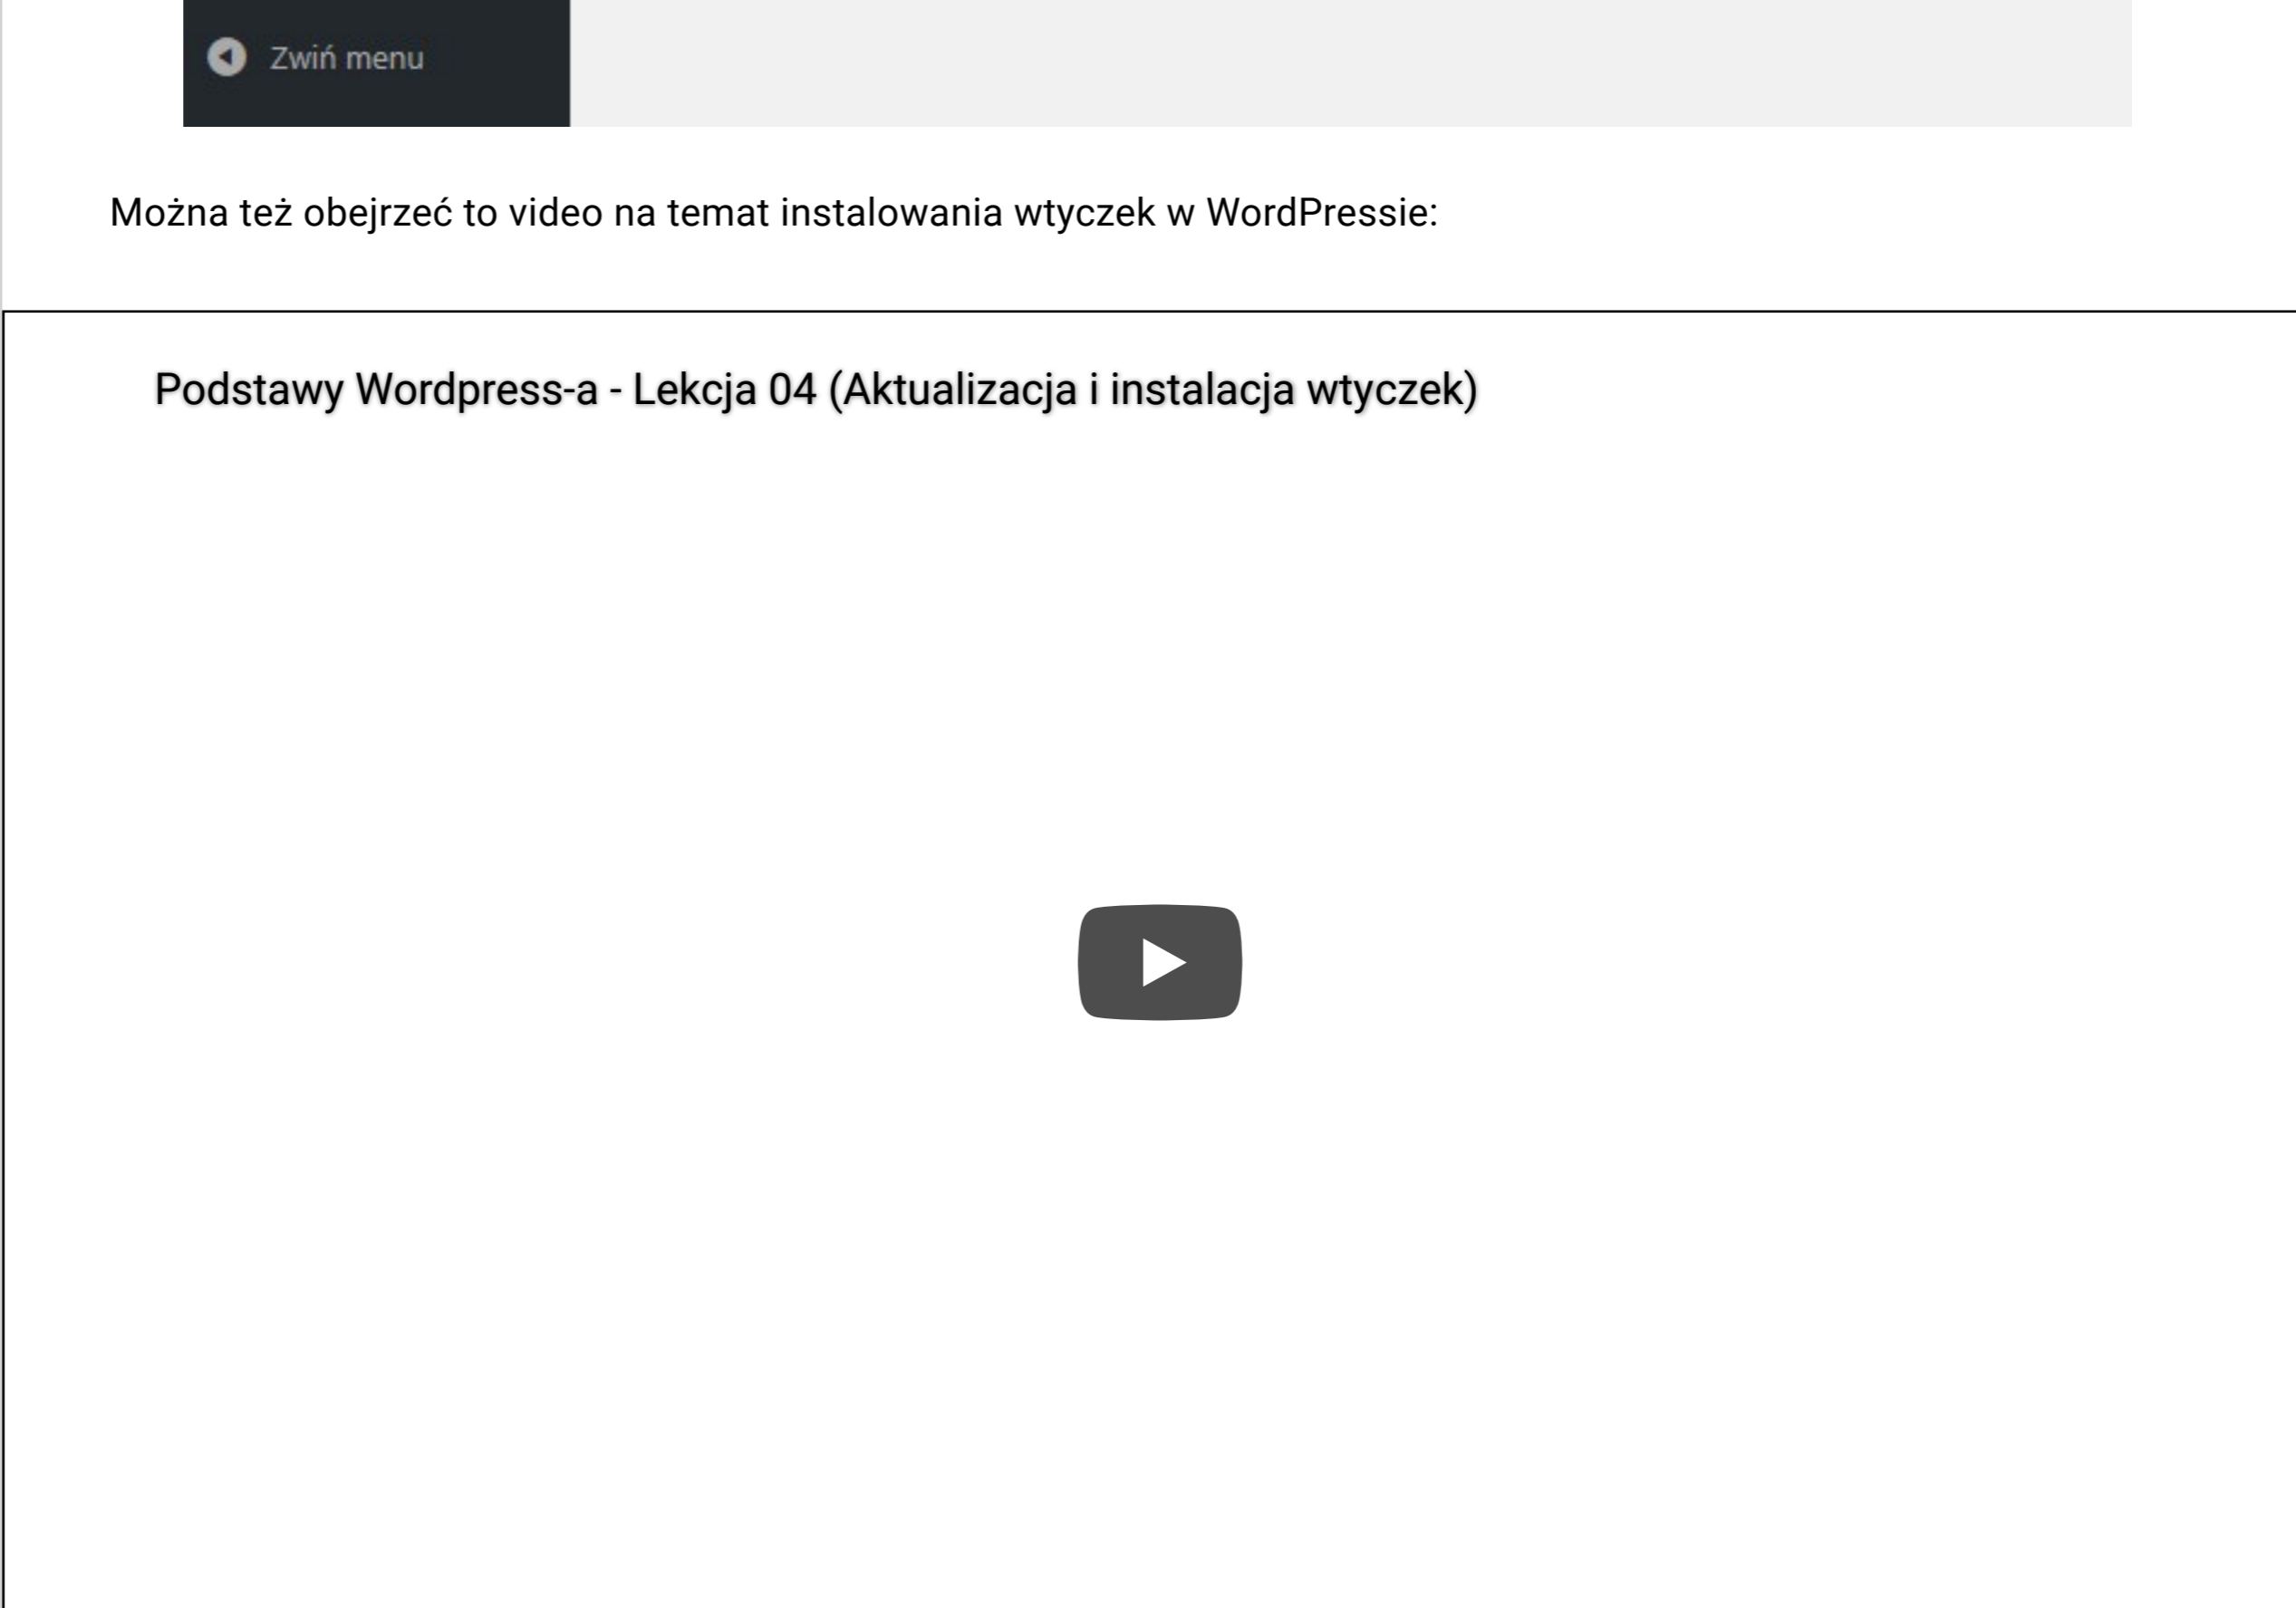 Zwiń menu
Można też obejrzeć to video na temat instalowania wtyczek w WordPressie:
Podstawy Wordpress-a - Lekcja 04 (Aktualizacja i instalacja wtyczek)